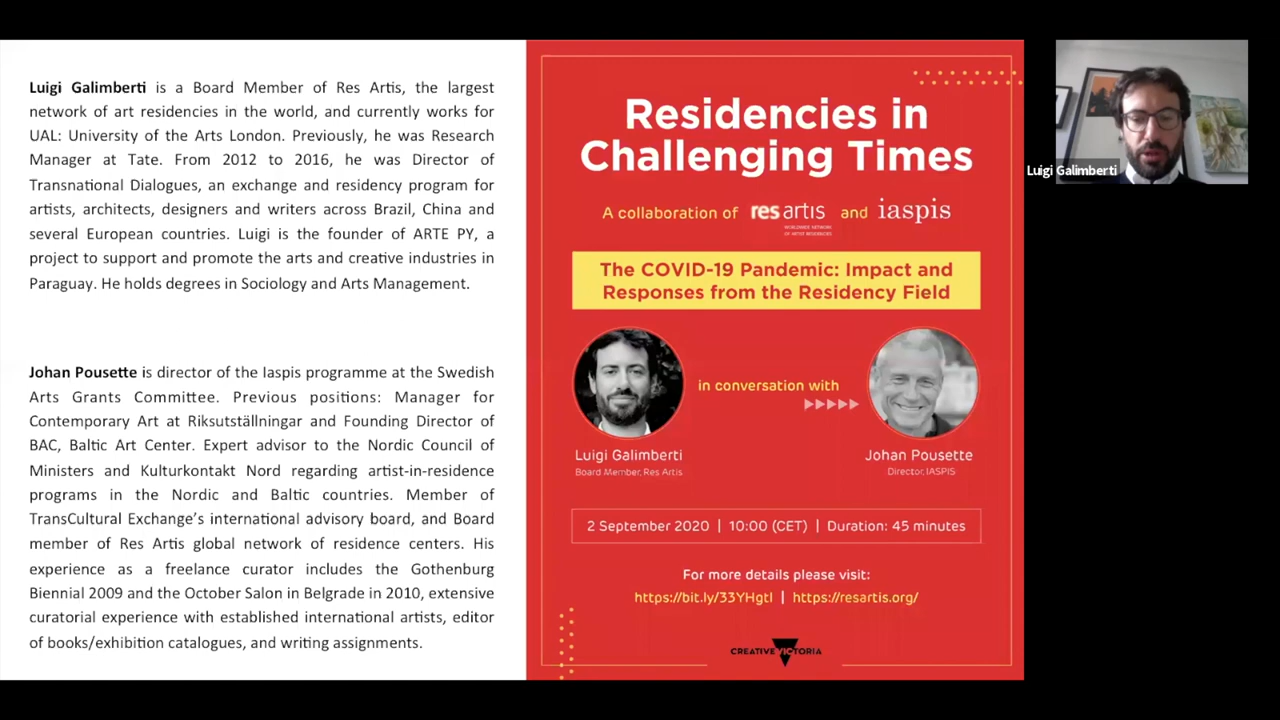 Luigi Galimberti is a Board Member of Res Artis, the largest
network of art residencies in the world, and currently works for
UAL: University of the Arts London. Previously, he was Research
Manager at Tate. From 2012 to 2016, he was Director of
Transnational Dialogues, an exchange and residency program for
artists, architects, designers and writers across Brazil, China and
several European countries. Luigi is the founder of ARTE PY, a
project to support and promote the arts and creative industries in
Paraguay. He holds degrees in Sociology and Arts Management.
Johan Pousette is director of the Iaspis programme at the Swedish
Arts Grants Committee. Previous positions: Manager for
Contemporary Art at Riksutställningar and Founding Director of
BAC, Baltic Art Center. Expert advisor to the Nordic Council of
Ministers and Kulturkontakt Nord regarding artist-in-residence
programs in the Nordic and Baltic countries. Member of
TransCultural Exchange's international advisory board, and Board
member of Res Artis global network of residence centers. His
experience as a freelance curator includes the Gothenburg
Biennial 2009 and the October Salon in Belgrade in 2010, extensive
curatorial experience with established international artists, editor
of books/exhibition catalogues, and writing assignments.
Residencies in
Challenging Times
A collaboration of res artis and iaspis
WORLDWIDE NETWORK
OF ARTIST RESIDENCIES
The COVID-19 Pandemic: Impact and
Responses from the Residency Field
in conversation with
Luigi Galimberti
Board Member, Res Artis
Johan Pousette
Director, IASPIS
2 September 2020 | 10:00 (CET) | Duration: 45 minutes
For more details please visit:
https://bit.ly/33YHgtI | https://resartis.org/
CREATIVE VICTORIA
Luigi Galimberti